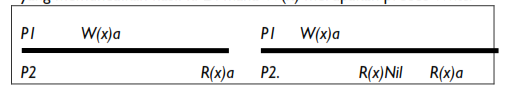 P1 W(x)a P1 W(x)a
P2 R(x)a P2. R(x)Nil R(x)a